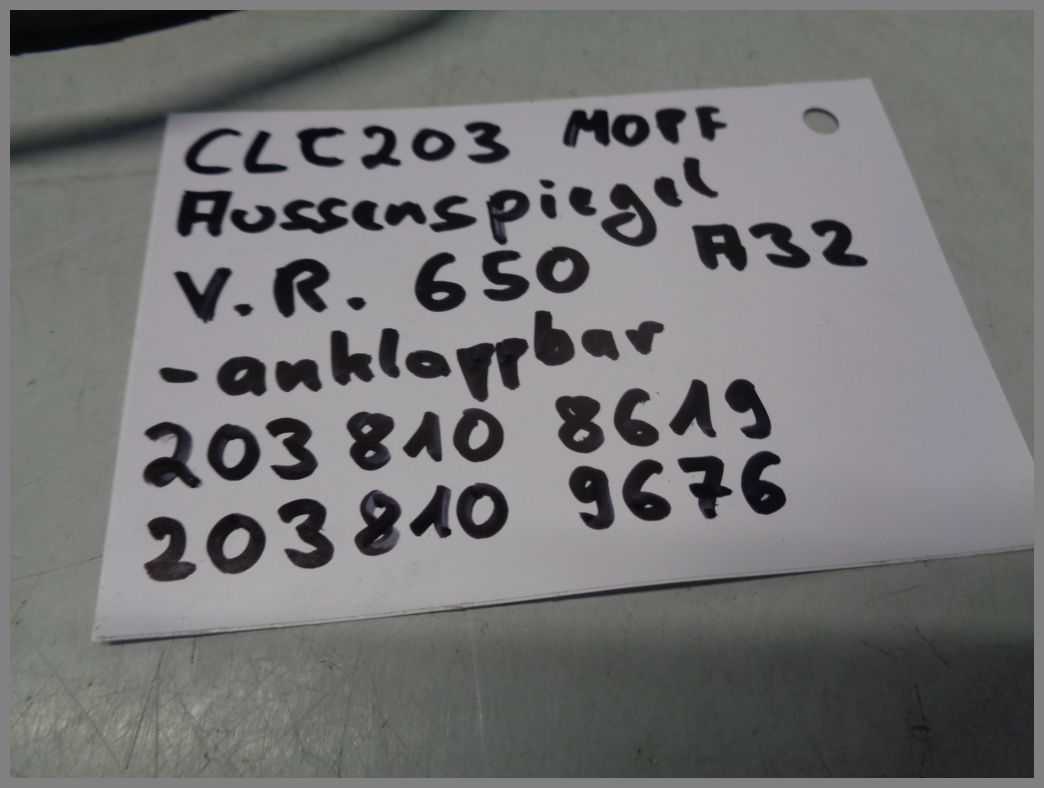 CLC203 MOPF
Aussenspiegel
V.R. 650 A32
-anklappbar
203 810 8619
203 810 9676